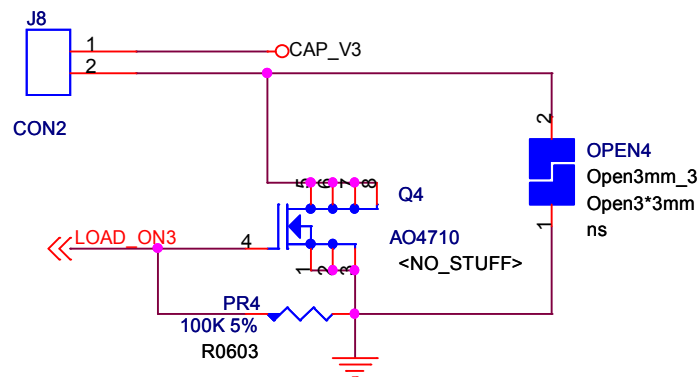 J8
1
CAP_V3
2
CON2
2
OPEN4
Open3mm_3
Open3*3mm
ns
1
5
6
7
8
Q4
LOAD_ON3
4
AO4710
<NO_STUFF>
1
2
3
PR4
100K 5%
R0603